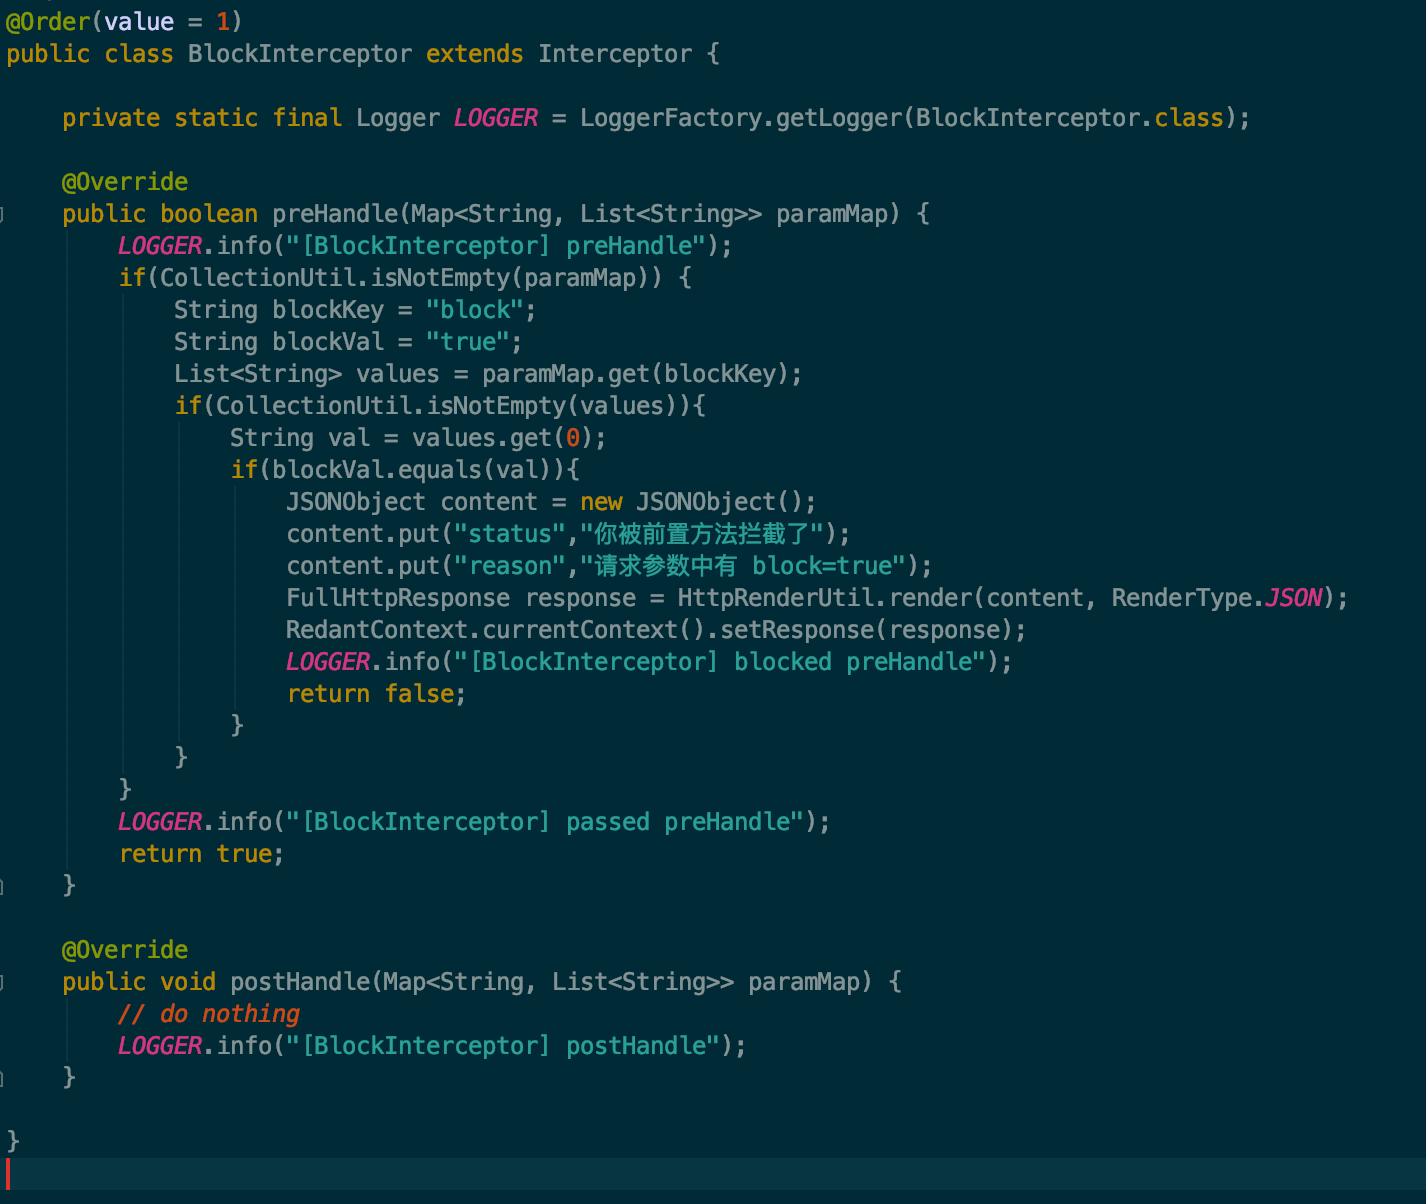 @Order(value = 1)
public class BlockInterceptor extends Interceptor {
private static final Logger LOGGER = LoggerFactory.getLogger(BlockInterceptor.class);
@Override
public boolean preHandle(Map<String, List<String>> paramMap) {
LOGGER.info("[BlockInterceptor] preHandle");
if(CollectionUtil.isNotEmpty(paramMap)) {
String blockKey = "block";
String blockVal = "true";
List<String> values = paramMap.get(blockKey);
if(CollectionUtil.isNotEmpty(values)){
String val = values.get(0);
if(blockVal.equals(val)){
JSONObject content = new JSONObject();
content.put("status","你被前置方法拦截了");
content.put("reason","请求参数中有 block=true");
FullHttpResponse response = HttpRenderUtil.render(content, RenderType.JSON);
RedantContext.currentContext().setResponse(response);
LOGGER.info("[BlockInterceptor] blocked preHandle");
return false;
}
}
}
LOGGER.info("[BlockInterceptor] passed preHandle");
return true;
}
@Override
public void postHandle(Map<String, List<String>> paramMap) {
// do nothing
LOGGER.info("[BlockInterceptor] postHandle");
}
}